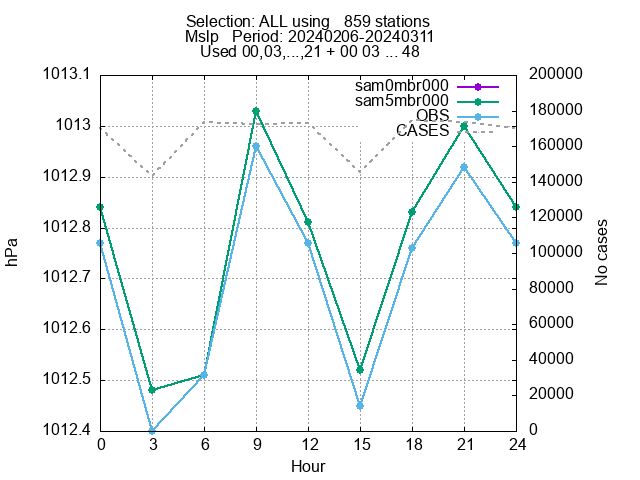 Selection: ALL using   859 stations
Mslp   Period: 20240206-20240311
Used 00,03,...,21 + 00 03 ... 48
1013.1
1013
1012.9
1012.8
1012.7
1012.6
1012.5
1012.4
hPa
sam0mbr000
sam5mbr000
OBS
CASES
200000
180000
160000
140000
120000
100000
80000
60000
40000
20000
0
No cases
0 3 6 9 12 15 18 21 24
Hour